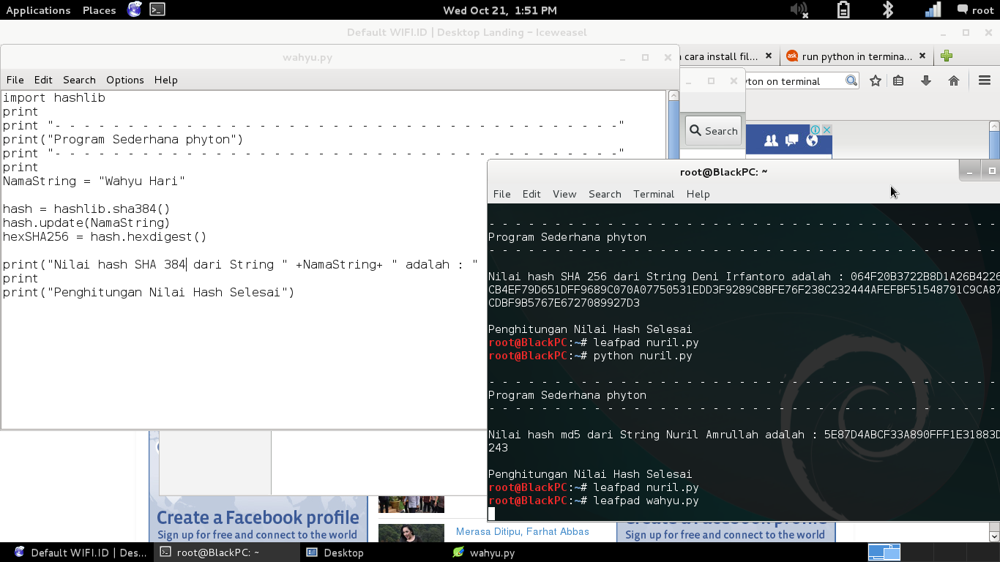 Applications Places Wed Oct 21, 1:51 PM root
Default WIFI.ID | Desktop Landing - Iceweasel
wahyu.py
cara install fil... run python in termina...
File Edit Search Options Help
yton on terminal
import hashlib
print
print "- - - - - - - - - - - - - - - - - - - - - - - - - - - - - - - - - - - - - - -"
print("Program Sederhana phyton")
print "- - - - - - - - - - - - - - - - - - - - - - - - - - - - - - - - - - - - - - -"
print
NamaString = "Wahyu Hari"
hash = hashlib.sha384()
hash.update(NamaString)
hexSHA256 = hash.hexdigest()
print("Nilai hash SHA 384 dari String " +NamaString+ " adalah : "
print
print("Penghitungan Nilai Hash Selesai")
Search
root@BlackPC: ~
File Edit View Search Terminal Help
- - - - - - - - - - - - - - - - - - - - - - - - - - - - - - - - - - - - - - -
Program Sederhana phyton
- - - - - - - - - - - - - - - - - - - - - - - - - - - - - - - - - - - - - - -
Nilai hash SHA 256 dari String Deni Irfantoro adalah : 064F20B3722B8D1A26B4226
CB4EF79D651DFF9689C070A07750531EDD3F9289C8BFE76F238C232444AFEFBF51548791C9CA87
CDBF9B5767E6727089927D3
Penghitungan Nilai Hash Selesai
root@BlackPC:~# leafpad nuril.py
root@BlackPC:~# python nuril.py
- - - - - - - - - - - - - - - - - - - - - - - - - - - - - - - - - - - - - - -
Program Sederhana phyton
- - - - - - - - - - - - - - - - - - - - - - - - - - - - - - - - - - - - - - -
Nilai hash md5 dari String Nuril Amrullah adalah : 5E87D4ABCF33A890FFF1E31883D
243
Penghitungan Nilai Hash Selesai
root@BlackPC:~# leafpad nuril.py
root@BlackPC:~# leafpad wahyu.py
Create a Facebook profile
Sign up for free and connect to the world
Merasa Ditipu, Farhat Abbas
Create a Facebook profile
Sign up for free and connect to the world
Default WIFI.ID | Des... root@BlackPC: ~ Desktop wahyu.py